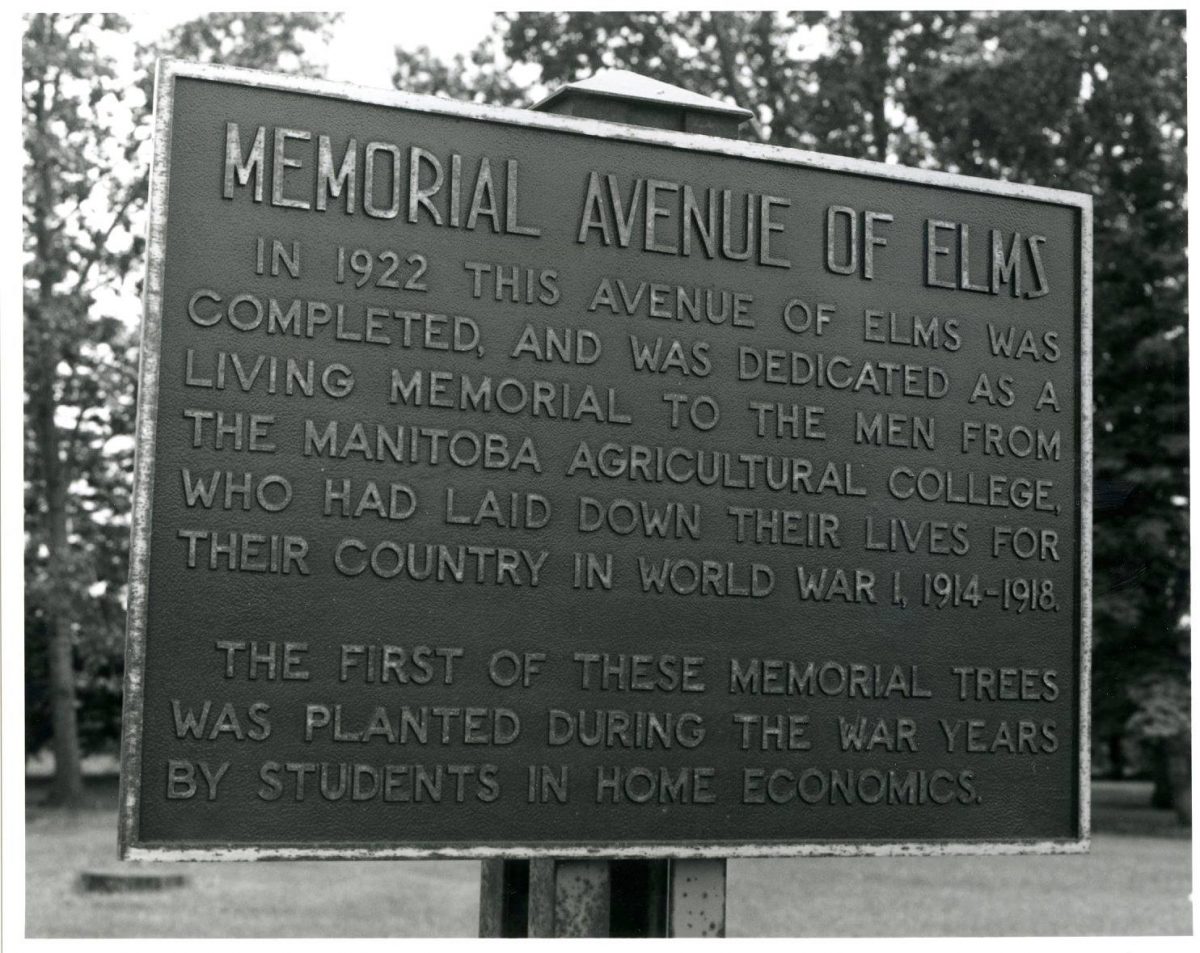 MEMORIAL AVENUE OF ELMS
IN 1922 THIS AVENUE OF ELMS WAS
COMPLETED, AND WAS DEDICATED AS A
LIVING MEMORIAL TO THE MEN FROM
THE MANITOBA AGRICULTURAL COLLEGE,
WHO HAD LAID DOWN THEIR LIVES FOR
THEIR COUNTRY IN WORLD WAR I, 1914-1918.
THE FIRST OF THESE MEMORIAL TREES
WAS PLANTED DURING THE WAR YEARS
BY STUDENTS IN HOME ECONOMICS.